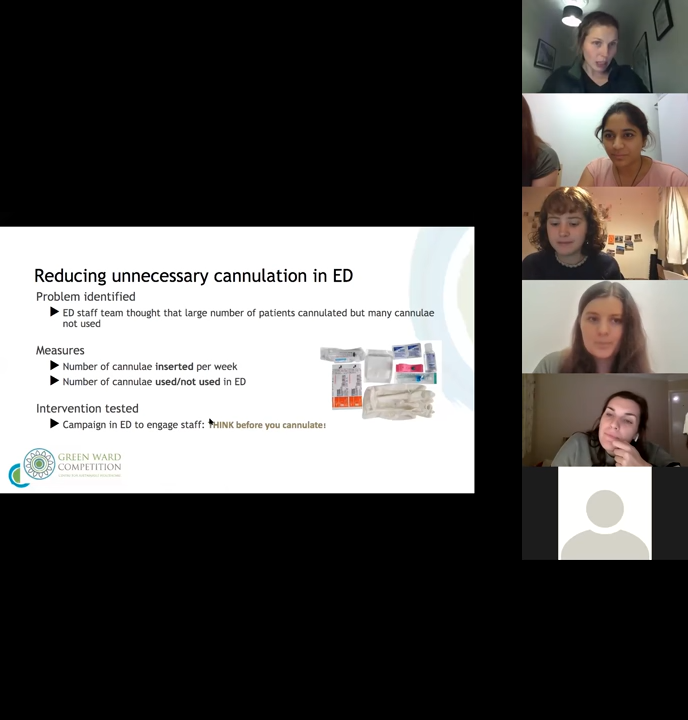 Reducing unnecessary cannulation in ED
Problem identified
ED staff team thought that large number of patients cannulated but many cannulae
not used
Measures
Number of cannulae inserted per week
Number of cannulae used/not used in ED
Intervention tested
Campaign in ED to engage staff: THINK before you cannulate!
GREEN WARD
COMPETITION